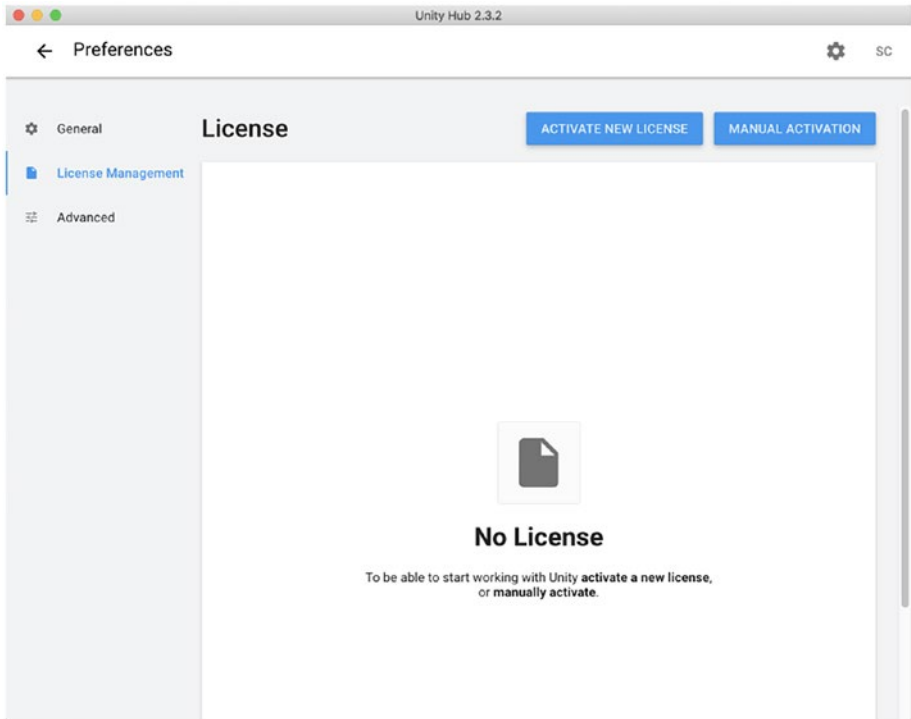 Unity Hub 2.3.2
Preferences
SC
General
License Management
Advanced
License
ACTIVATE NEW LICENSE
MANUAL ACTIVATION
No License
To be able to start working with Unity activate a new license,
or manually activate.